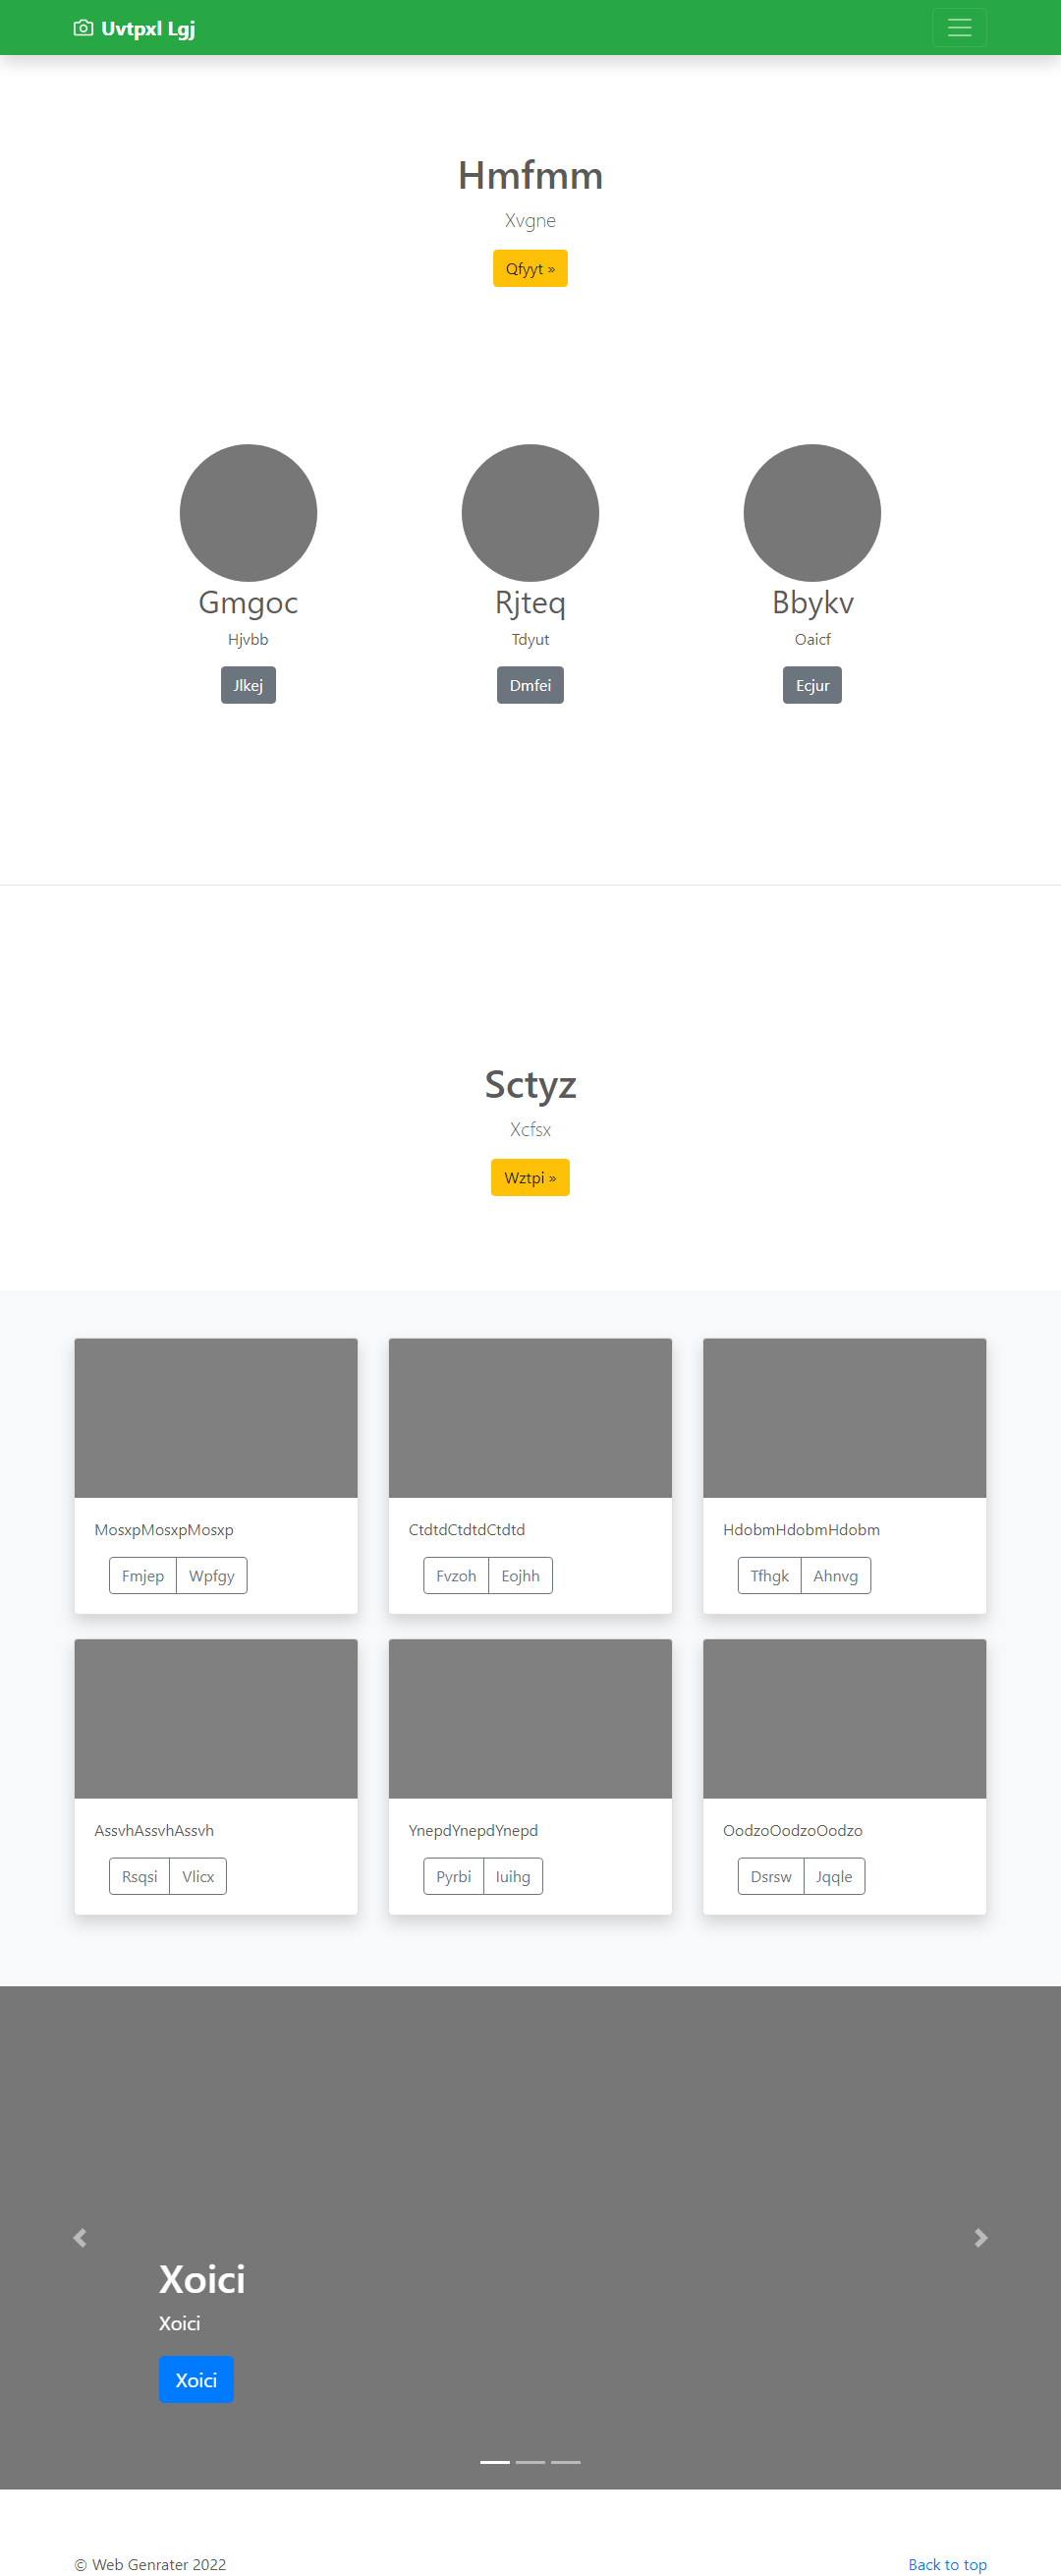 Uvtpxl Lgj
Hmfmm
Xvgne
Qfyyt »
Gmgoc Rjteq Bbykv
Hjvbb Tdyut Oaicf
Jlkej Dmfei Ecjur
Sctyz
Xcfsx
Wztpi »
MosxpMosxpMosxp CtdtdCtdtdCtdtd HdobmHdobmHdobm
Fmjep Wpfgy Fvzoh Eojhh Tfhgk Ahnvg
AssvhAssvhAssvh YnepdYnepdYnepd OodzoOodzoOodzo
Rsqsi Vlicx Pyrbi Iuihg Dsrsw Jqqle
Xoici
Xoici
Xoici
© Web Genrater 2022 Back to top